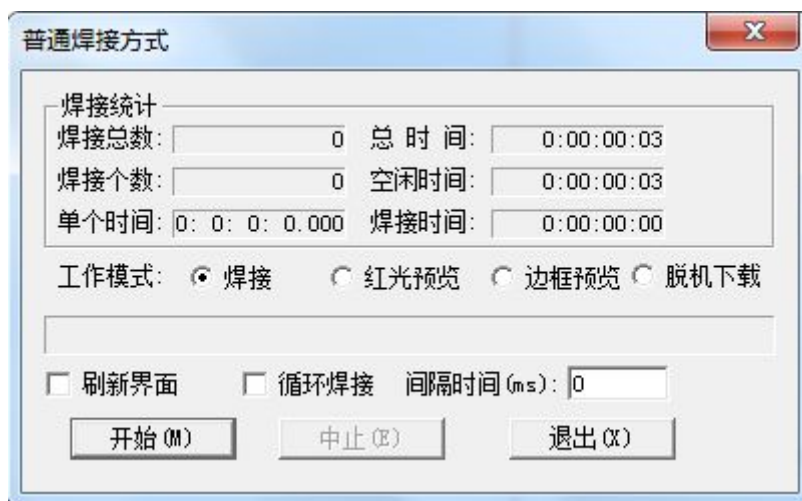 普通焊接方式
焊接统计
焊接总数: 0 总 时 间: 0:00:00:03
焊接个数: 0 空闲时间: 0:00:00:03
单个时间: 0: 0: 0: 0.000 焊接时间: 0:00:00:00
工作模式: 焊接 红光预览 边框预览 脱机下载
刷新界面 循环焊接 间隔时间(ms): 0
开始(M) 中止(E) 退出(X)